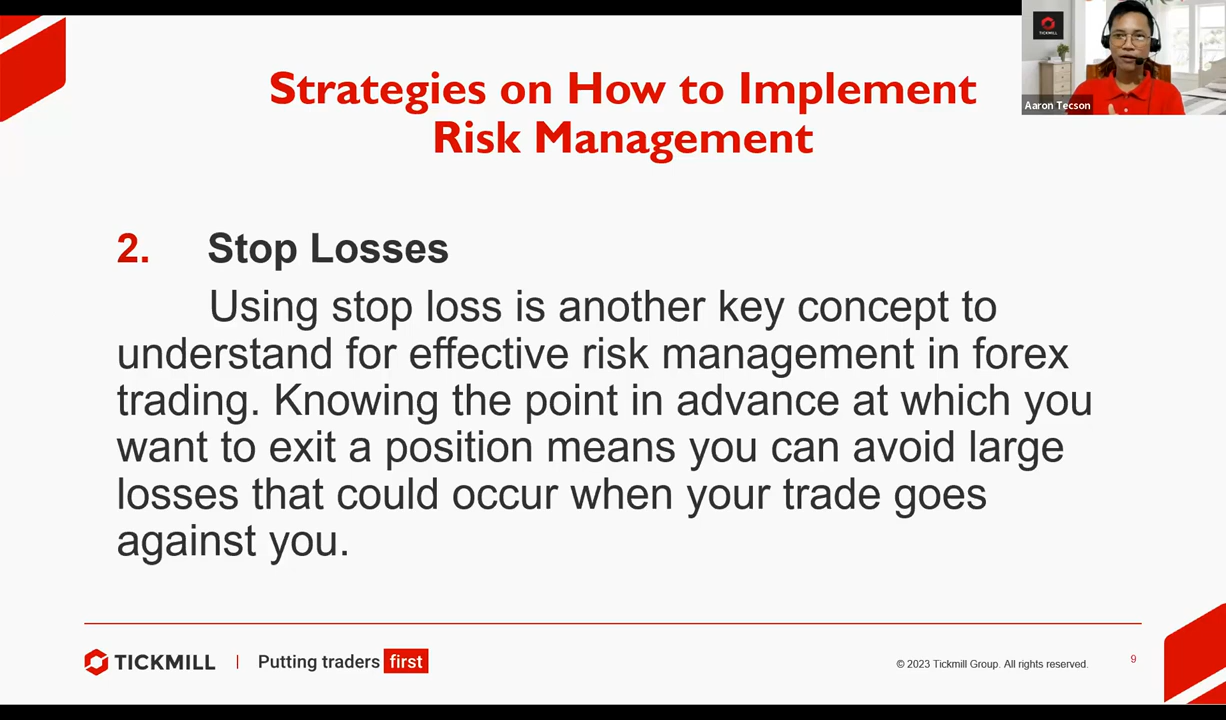 Strategies on How to Implement
Risk Management
TICKMILL
Aaron Tecson
2. Stop Losses
Using stop loss is another key concept to
understand for effective risk management in forex
trading. Knowing the point in advance at which you
want to exit a position means you can avoid large
losses that could occur when your trade goes
against you.
TICKMILL | Putting traders first
© 2023 Tickmill Group. All rights reserved. 9